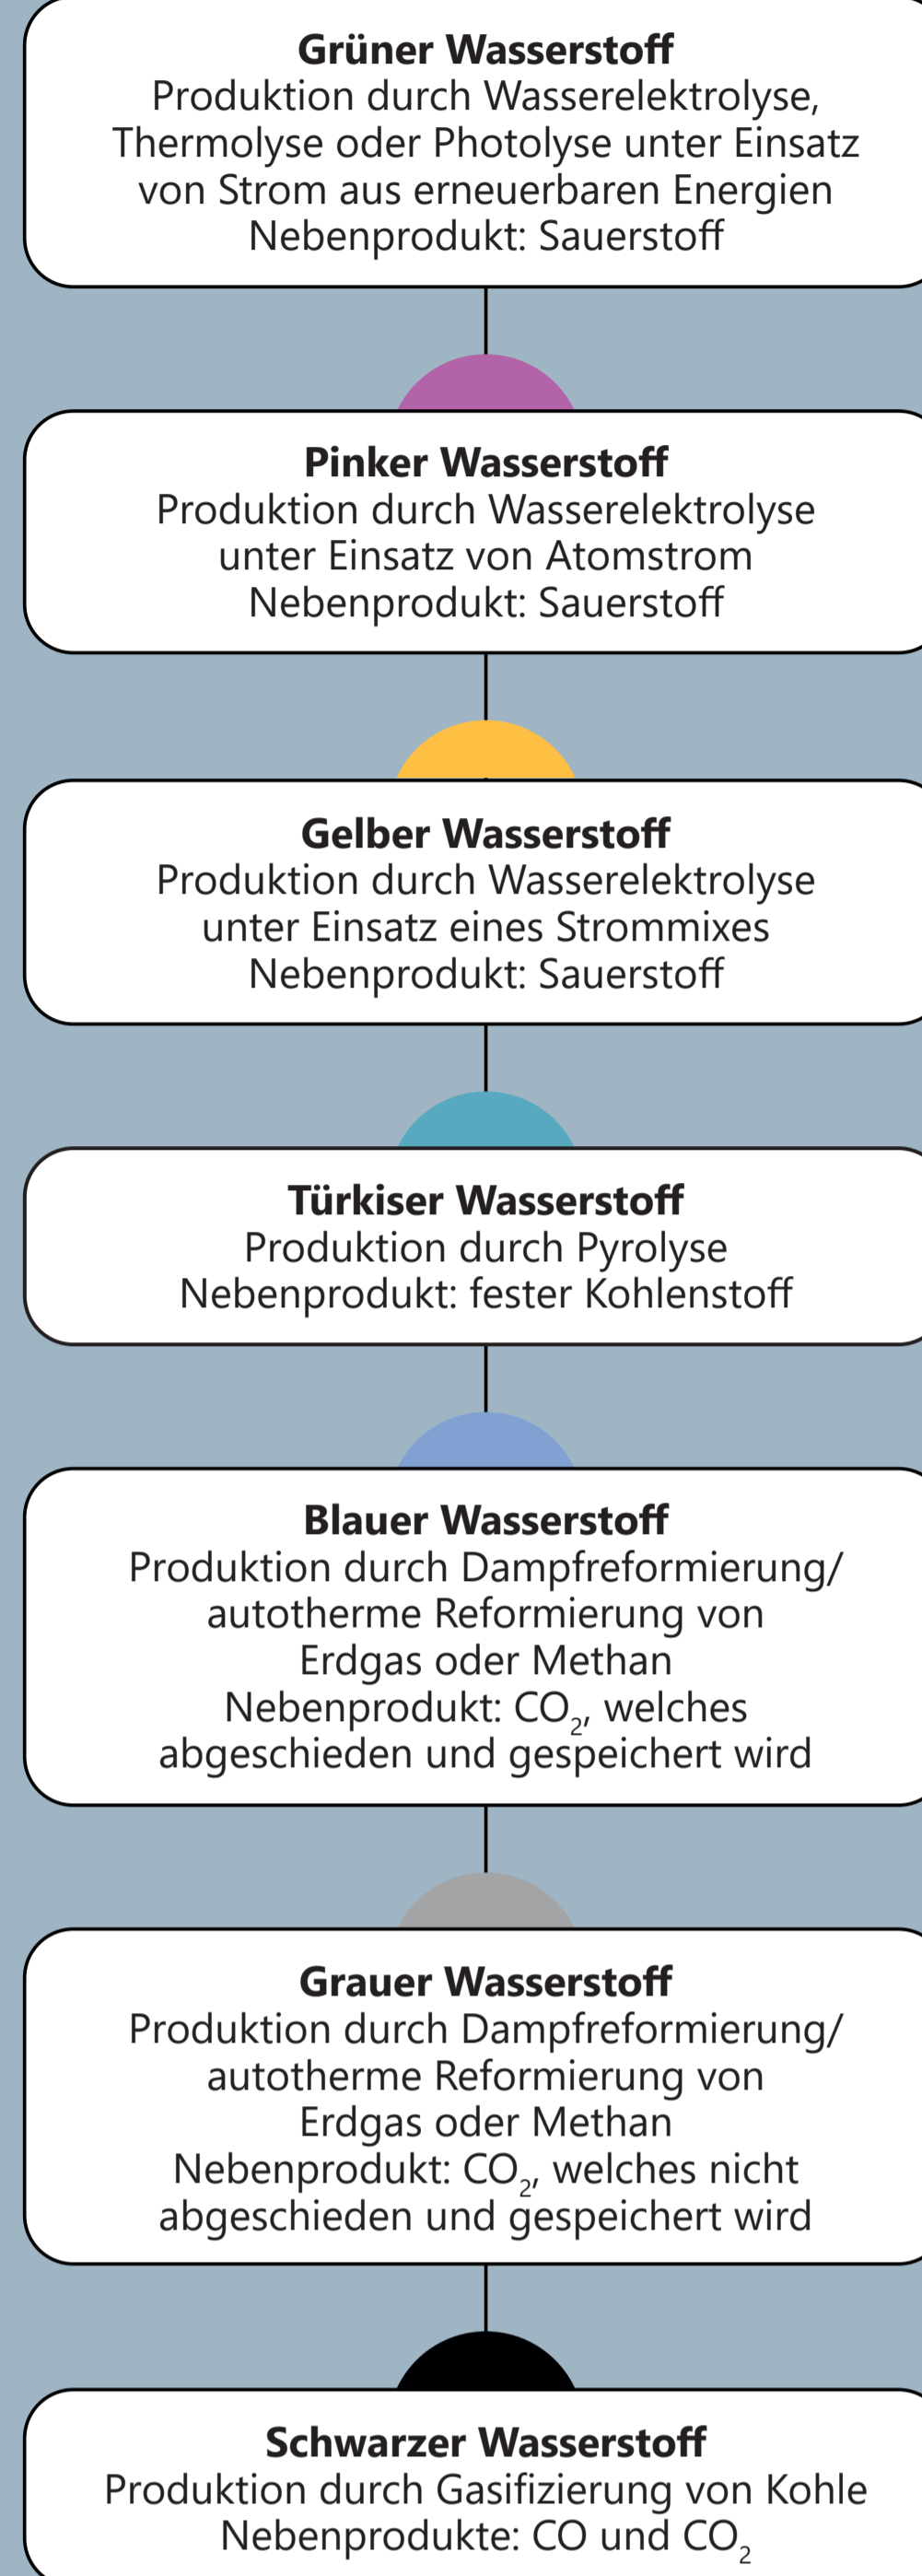 Grüner Wasserstoff
Produktion durch Wasserelektrolyse,
Thermolyse oder Photolyse unter Einsatz
von Strom aus erneuerbaren Energien
Nebenprodukt: Sauerstoff
Pinker Wasserstoff
Produktion durch Wasserelektrolyse
unter Einsatz von Atomstrom
Nebenprodukt: Sauerstoff
Gelber Wasserstoff
Produktion durch Wasserelektrolyse
unter Einsatz eines Strommixes
Nebenprodukt: Sauerstoff
Türkiser Wasserstoff
Produktion durch Pyrolyse
Nebenprodukt: fester Kohlenstoff
Blauer Wasserstoff
Produktion durch Dampfreformierung/
autotherme Reformierung von
Erdgas oder Methan
Nebenprodukt: CO₂, welches
abgeschieden und gespeichert wird
Grauer Wasserstoff
Produktion durch Dampfreformierung/
autotherme Reformierung von
Erdgas oder Methan
Nebenprodukt: CO₂, welches nicht
abgeschieden und gespeichert wird
Schwarzer Wasserstoff
Produktion durch Gasifizierung von Kohle
Nebenprodukte: CO und CO₂